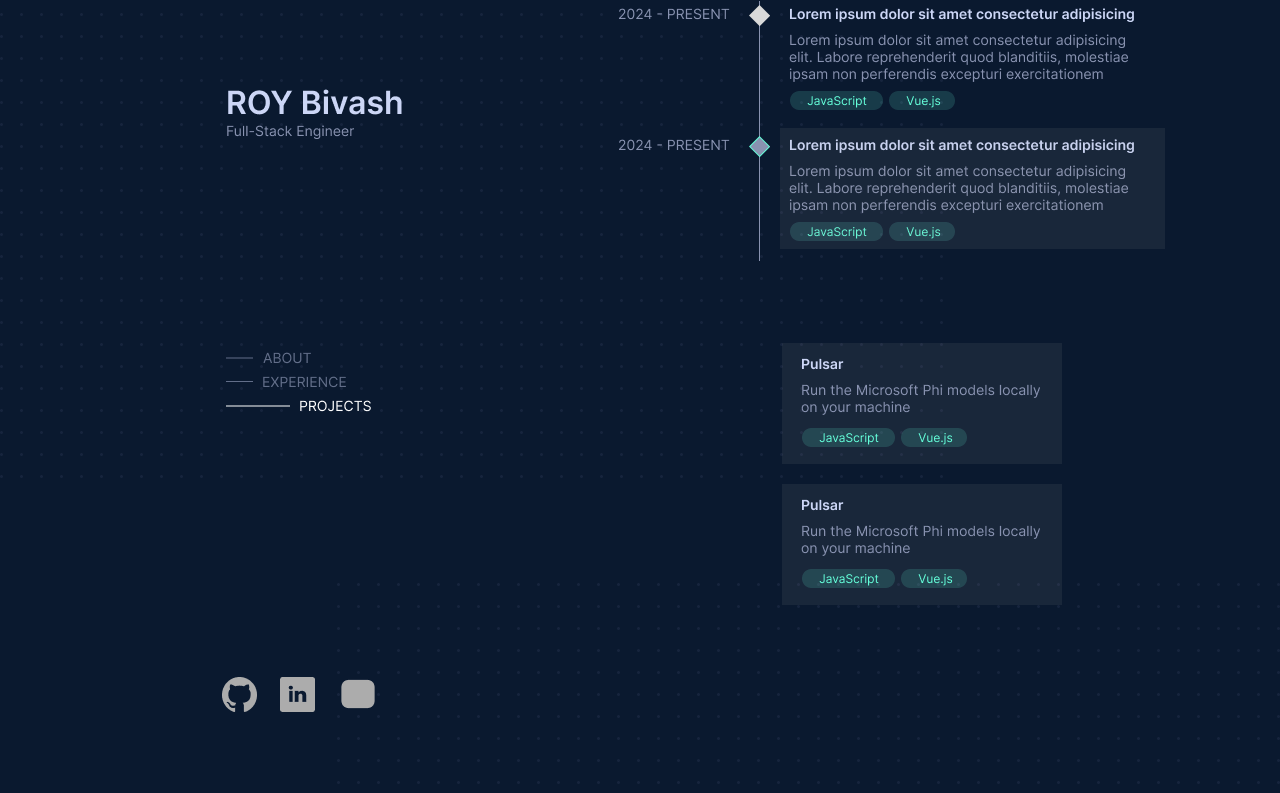 ROY Bivash
Full-Stack Engineer
ABOUT
EXPERIENCE
PROJECTS
in
2024 - PRESENT
Lorem ipsum dolor sit amet consectetur adipisicing
Lorem ipsum dolor sit amet consectetur adipisicing
elit. Labore reprehenderit quod blanditiis, molestiae
ipsam non perferendis excepturi exercitationem
JavaScript Vue.js
2024 - PRESENT
Lorem ipsum dolor sit amet consectetur adipisicing
Lorem ipsum dolor sit amet consectetur adipisicing
elit. Labore reprehenderit quod blanditiis, molestiae
ipsam non perferendis excepturi exercitationem
JavaScript Vue.js
Pulsar
Run the Microsoft Phi models locally
on your machine
JavaScript Vue.js
Pulsar
Run the Microsoft Phi models locally
on your machine
JavaScript Vue.js